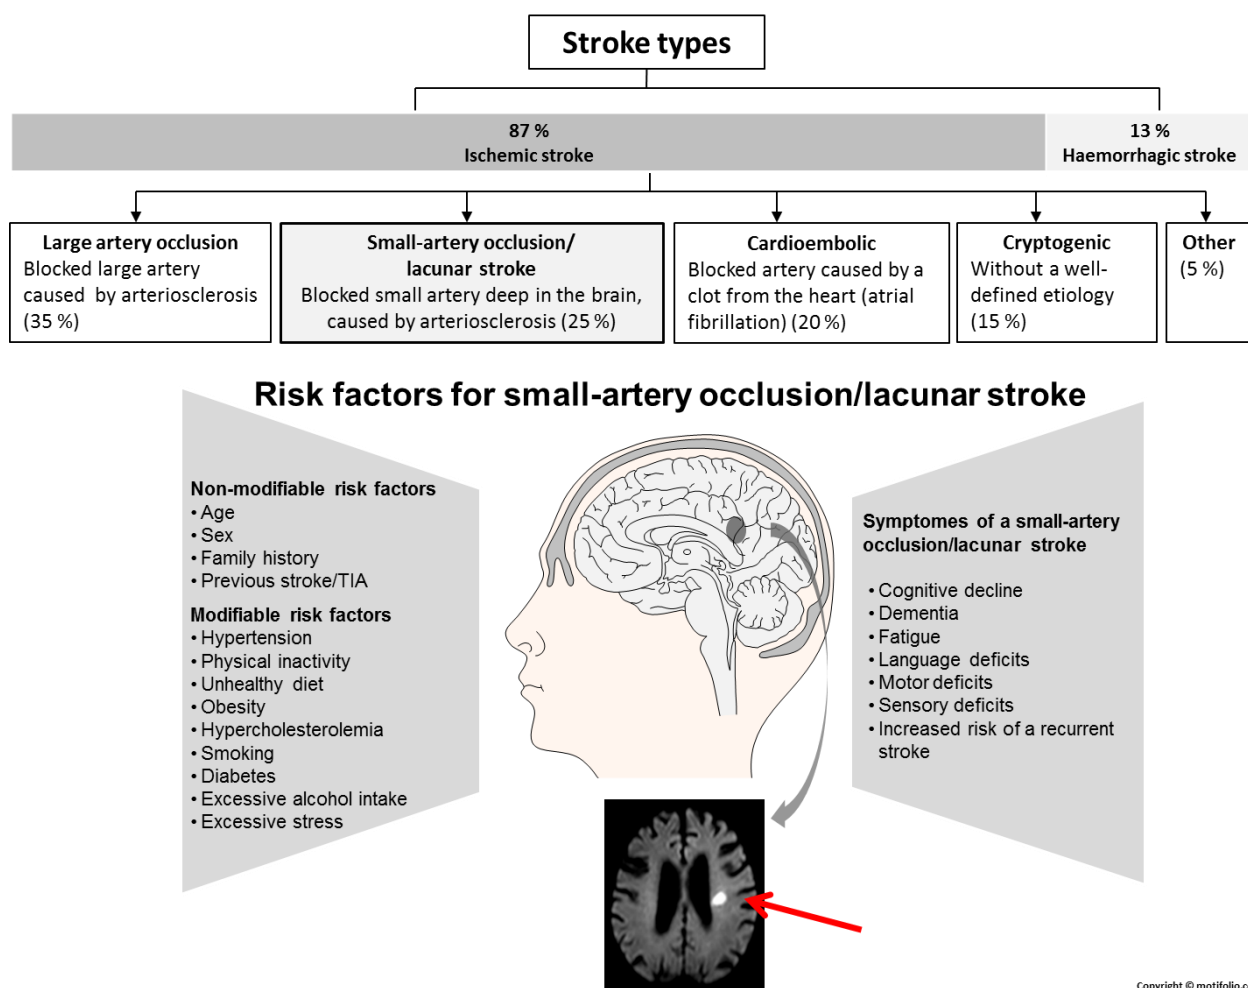 Stroke types
87 %
Ischemic stroke
13 %
Haemorrhagic stroke
Large artery occlusion
Blocked large artery
caused by arteriosclerosis
(35 %)
Small-artery occlusion/
lacunar stroke
Blocked small artery deep in the brain,
caused by arteriosclerosis (25 %)
Cardioembolic
Blocked artery caused by a
clot from the heart (atrial
fibrillation) (20 %)
Cryptogenic
Without a well-
defined etiology
(15 %)
Other
(5 %)
Risk factors for small-artery occlusion/lacunar stroke
Non-modifiable risk factors
• Age
• Sex
• Family history
• Previous stroke/TIA
Modifiable risk factors
• Hypertension
• Physical inactivity
• Unhealthy diet
• Obesity
• Hypercholesterolemia
• Smoking
• Diabetes
• Excessive alcohol intake
• Excessive stress
Symptomes of a small-artery
occlusion/lacunar stroke
• Cognitive decline
• Dementia
• Fatigue
• Language deficits
• Motor deficits
• Sensory deficits
• Increased risk of a recurrent
stroke
Copyright © motifolio.c